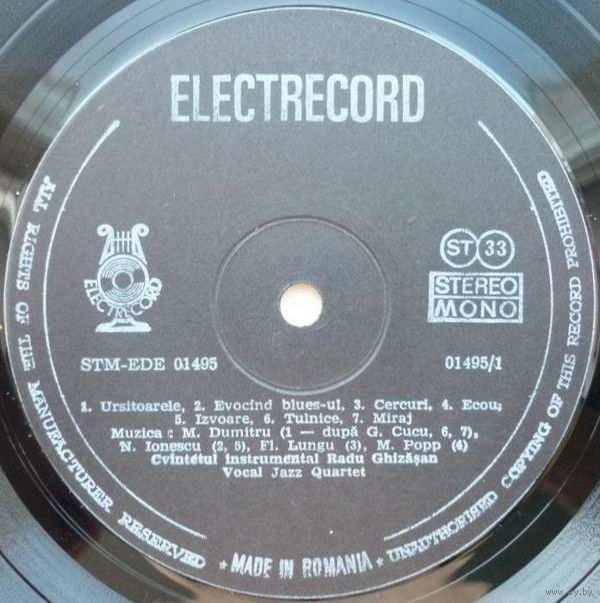 ELECTRECORD
ELECTRECORD
ST 33
STEREO
MONO
STM-EDE 01495
01495/1
1. Ursitoarele, 2. Evocînd blues-ul, 3. Cercuri, 4. Ecou,
5. Izvoare, 6. Tulnice, 7. Miraj
Muzica : M. Dumitru (1 — după G. Cucu, 6, 7),
N. Ionescu (2, 5), Fl. Lungu (3), M. Popp (4)
Cvintetul instrumental Radu Ghizășan
Vocal Jazz Quartet
ALL RIGHTS OF THE MANUFACTURER RESERVED ★ MADE IN ROMANIA ★ UNAUTHORISED COPYING OF THIS RECORD PROHIBITED
www.ay.by